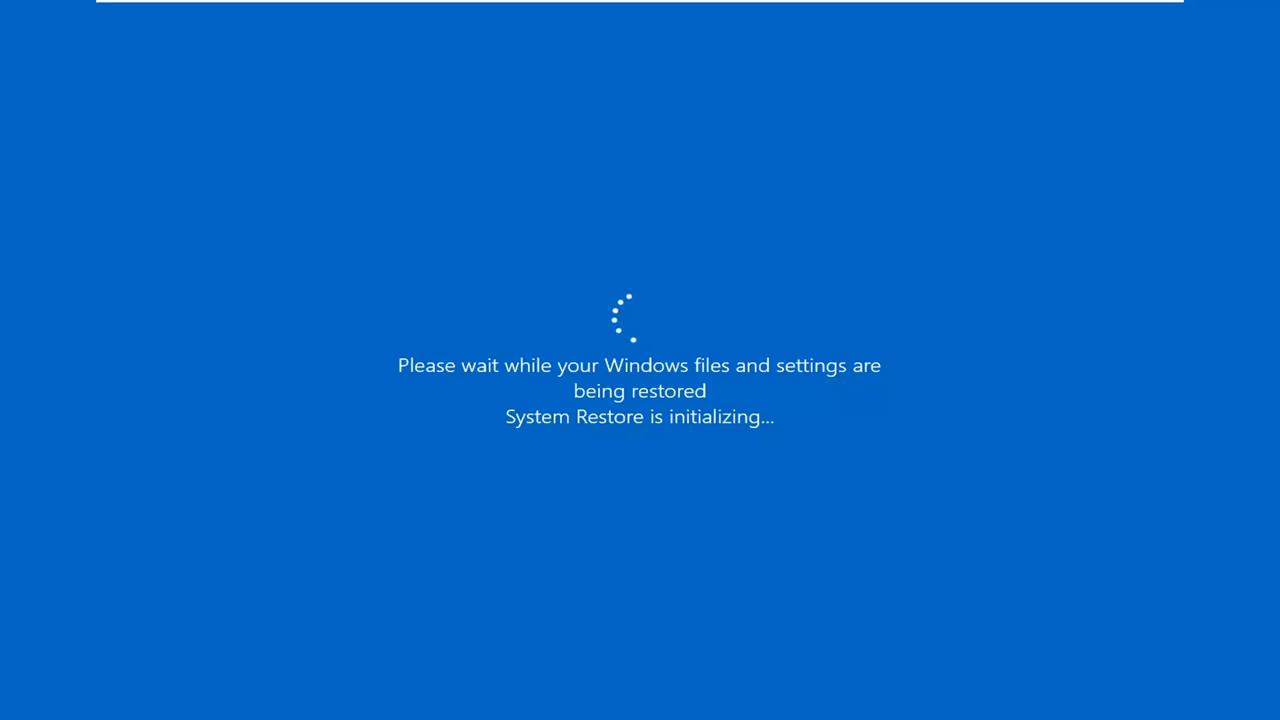 Please wait while your Windows files and settings are
being restored
System Restore is initializing...